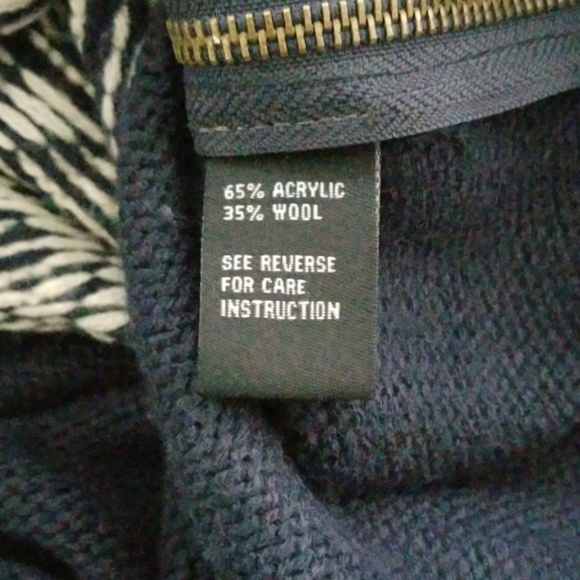 65% ACRYLIC
35% WOOL
SEE REVERSE
FOR CARE
INSTRUCTION